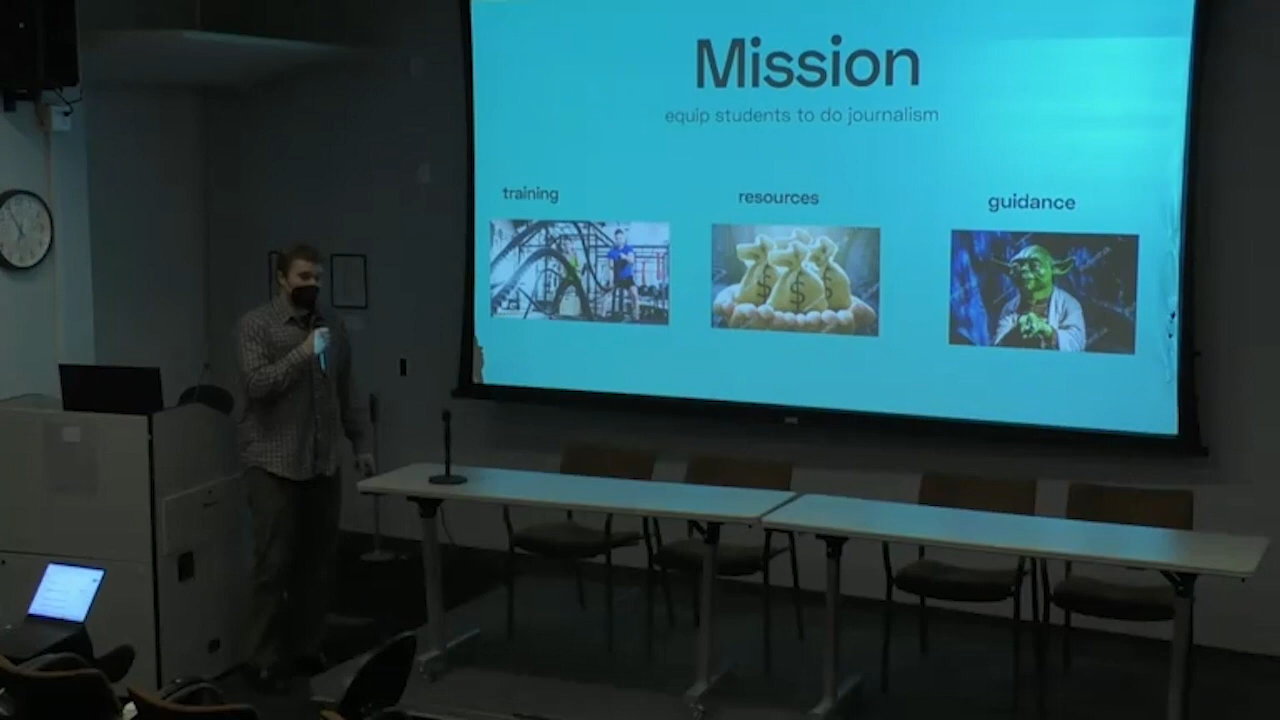 Mission
equip students to do journalism
training
resources
guidance
$
$
$